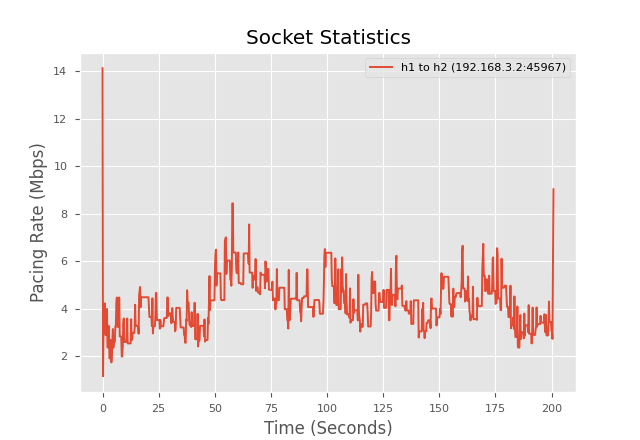 Socket Statistics
h1 to h2 (192.168.3.2:45967)
Pacing Rate (Mbps)
14
12
10
8
6
4
2
0 25 50 75 100 125 150 175 200
Time (Seconds)